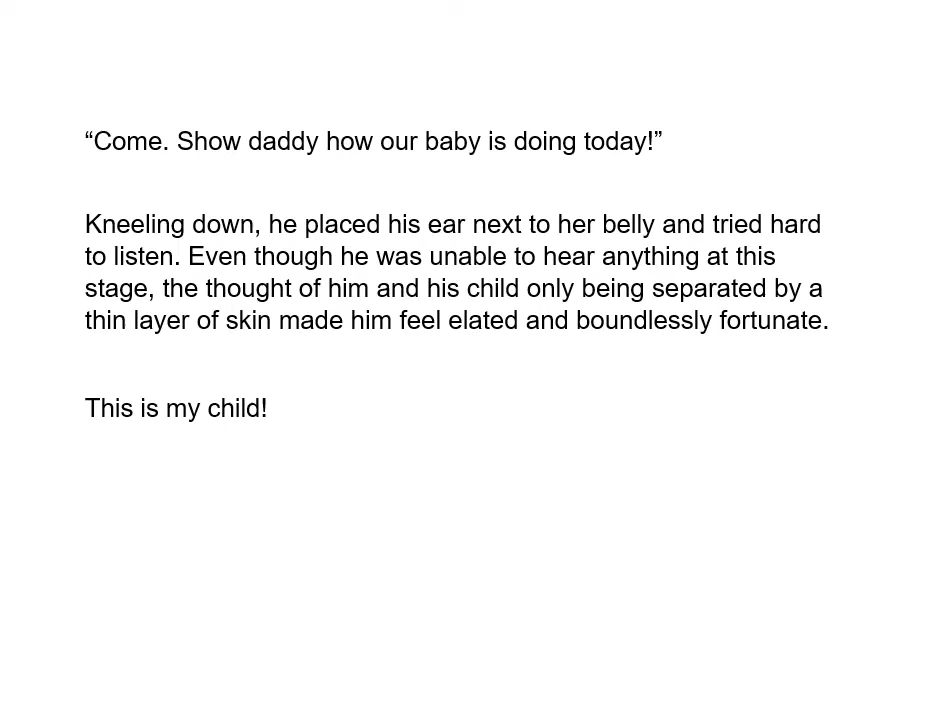 “Come. Show daddy how our baby is doing today!”
Kneeling down, he placed his ear next to her belly and tried hard
to listen. Even though he was unable to hear anything at this
stage, the thought of him and his child only being separated by a
thin layer of skin made him feel elated and boundlessly fortunate.
This is my child!